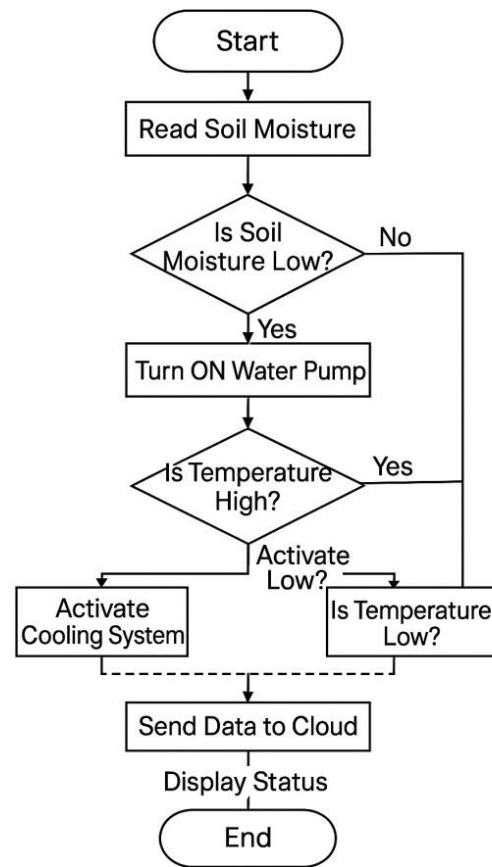 Start
Read Soil Moisture
Is Soil
Moisture Low?
No
Yes
Turn ON Water Pump
Is Temperature
High?
Yes
Activate
Low?
Activate
Cooling System
Is Temperature
Low?
Send Data to Cloud
Display Status
End